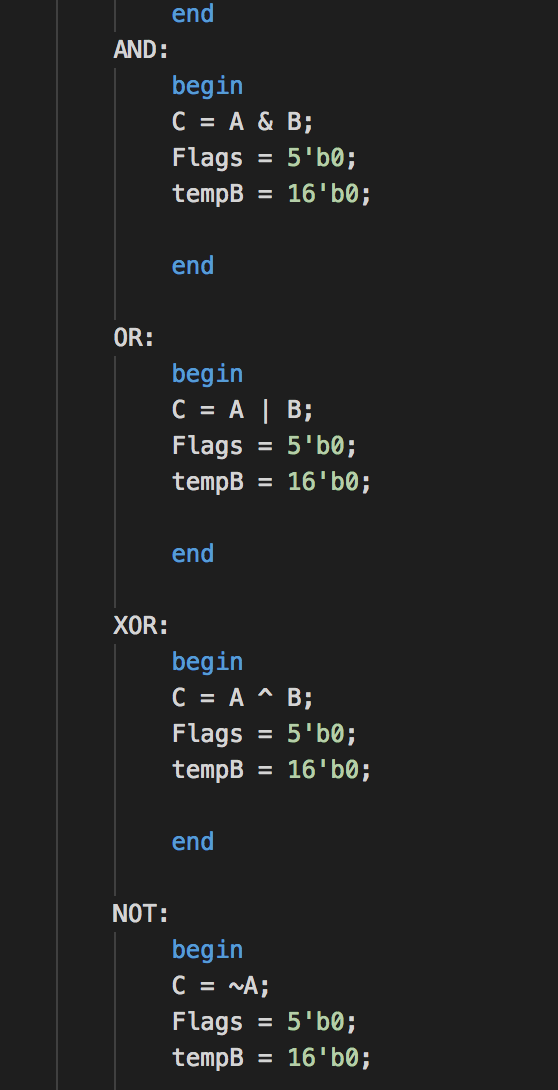 end
AND:
begin
C = A & B;
Flags = 5'b0;
tempB = 16'b0;
end
OR:
begin
C = A | B;
Flags = 5'b0;
tempB = 16'b0;
end
XOR:
begin
C = A ^ B;
Flags = 5'b0;
tempB = 16'b0;
end
NOT:
begin
C = ~A;
Flags = 5'b0;
tempB = 16'b0;